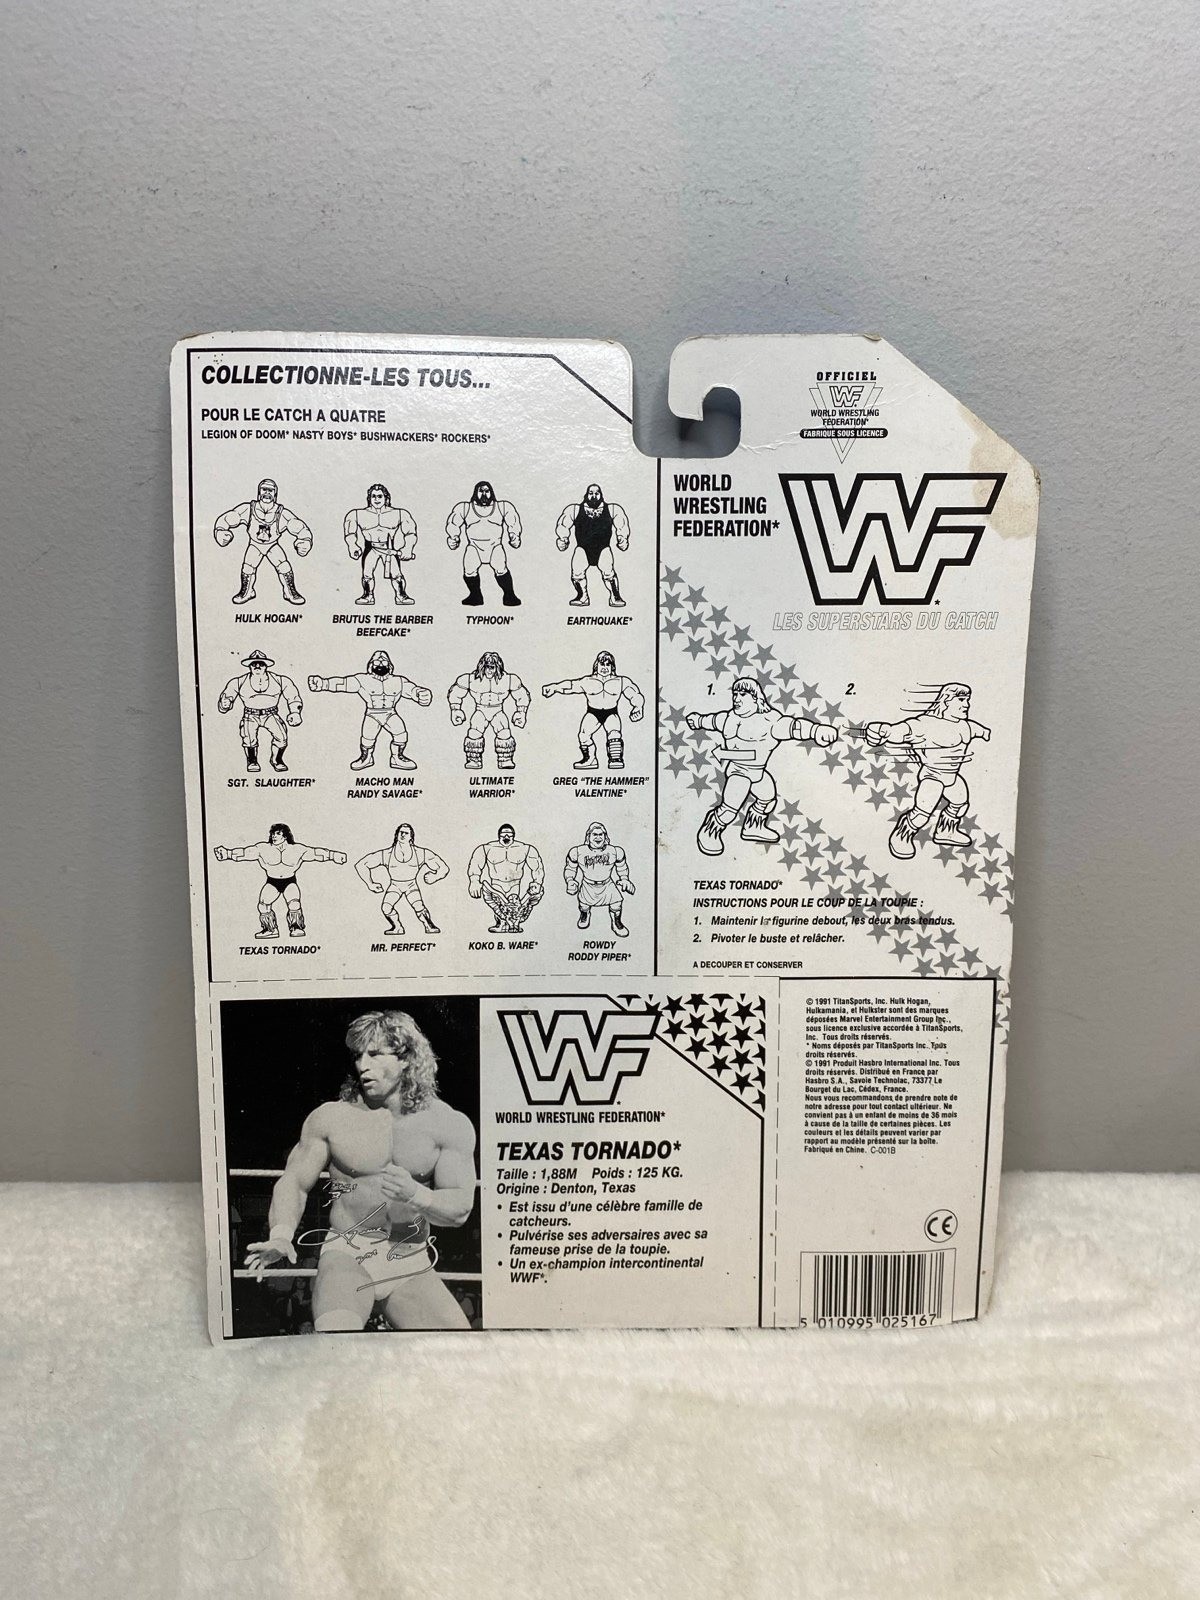 COLLECTIONNE-LES TOUS...
POUR LE CATCH A QUATRE
LEGION OF DOOM* NASTY BOYS* BUSHWACKERS* ROCKERS*
HULK HOGAN*
BRUTUS THE BARBER
BEEFCAKE*
TYPHOON*
EARTHQUAKE*
SGT. SLAUGHTER*
MACHO MAN
RANDY SAVAGE*
ULTIMATE
WARRIOR*
GREG "THE HAMMER"
VALENTINE*
TEXAS TORNADO*
MR. PERFECT*
KOKO B. WARE*
ROWDY
RODDY PIPER*
OFFICIEL
WF
WORLD WRESTLING
FEDERATION*
FABRIQUE SOUS LICENCE
WORLD
WRESTLING
FEDERATION*
WF*
LES SUPERSTARS DU CATCH
1.
2.
TEXAS TORNADO*
INSTRUCTIONS POUR LE COUP DE LA TOUPIE :
1. Maintenir la figurine debout, les deux bras tendus.
2. Pivoter le buste et relâcher.
A DECOUPER ET CONSERVER
WF*
WORLD WRESTLING FEDERATION*
TEXAS TORNADO*
Taille : 1,88M Poids : 125 KG.
Origine : Denton, Texas
• Est issu d'une célèbre famille de
catcheurs.
• Pulvérise ses adversaires avec sa
fameuse prise de la toupie.
• Un ex-champion intercontinental
WWF*.
© 1991 TitanSports, Inc. Hulk Hogan,
Hulkamania, et Hulkster sont des marques
déposées Marvel Entertainment Group Inc.,
sous licence exclusive accordée à TitanSports,
Inc. Tous droits réservés.
* Noms déposés par TitanSports Inc. Tous
droits réservés.
© 1991 Produit Hasbro International Inc. Tous
droits réservés. Distribué en France par
Hasbro S.A., Savoie Technolac, 73377 Le
Bourget du Lac, Cédex, France.
Nous vous recommandons de prendre note de
notre adresse pour tout contact ultérieur. Ne
convient pas à un enfant de moins de 36 mois
à cause de la taille de certaines pièces. Les
couleurs et les détails peuvent varier par
rapport au modèle présenté sur la boîte.
Fabriqué en Chine. C-001B
CE
5 010995 025167